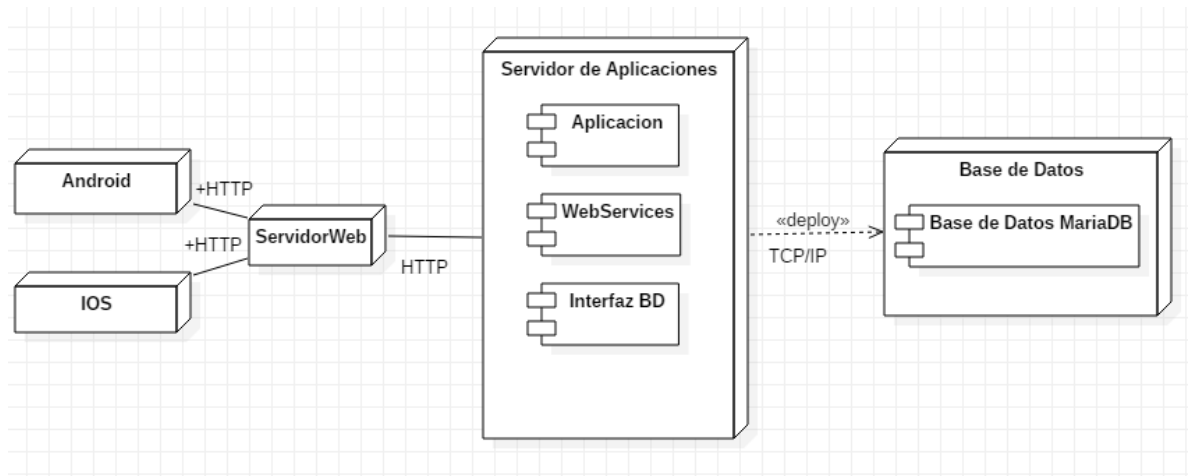 Android
+HTTP
IOS
+HTTP
ServidorWeb
HTTP
Servidor de Aplicaciones
Aplicacion
WebServices
Interfaz BD
«deploy»
TCP/IP
Base de Datos
Base de Datos MariaDB